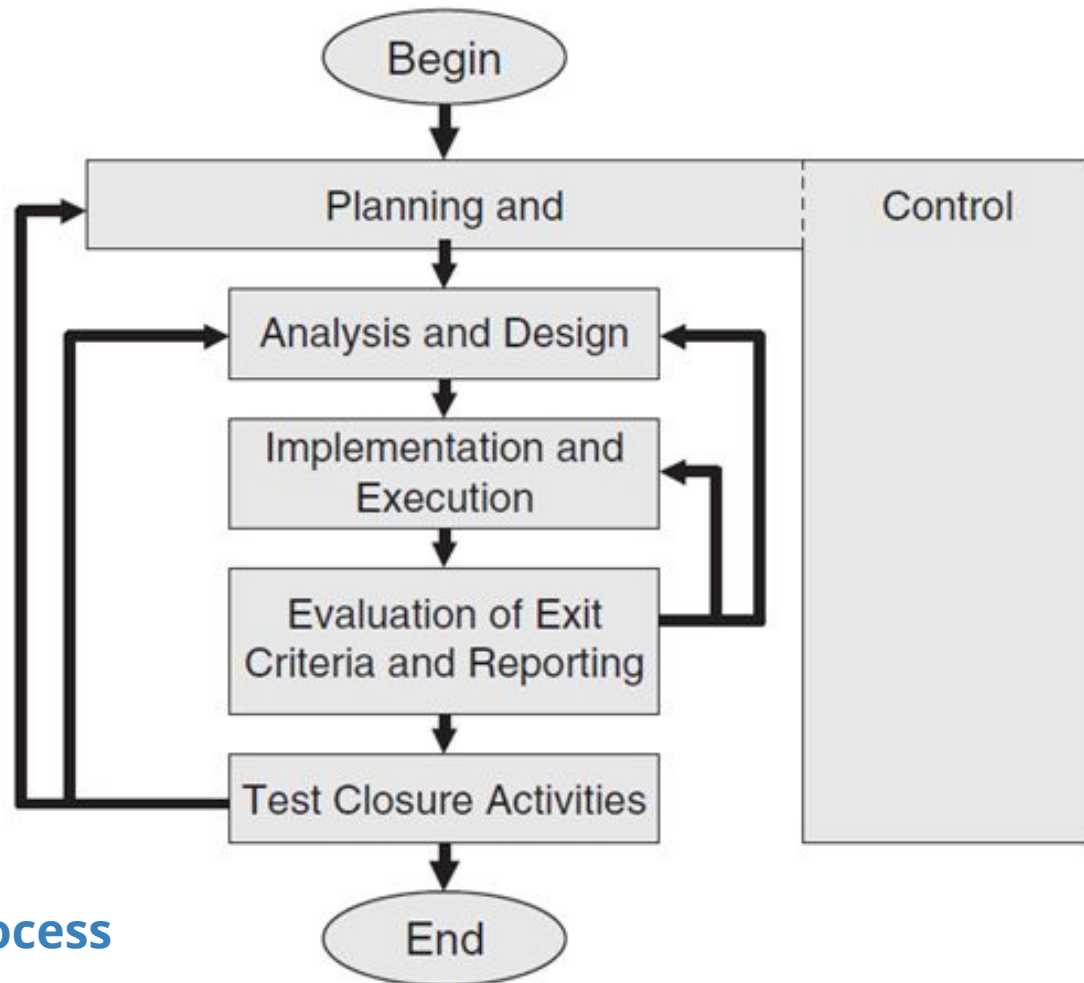 Begin
Planning and
Control
Analysis and Design
Implementation and
Execution
Evaluation of Exit
Criteria and Reporting
Test Closure Activities
End